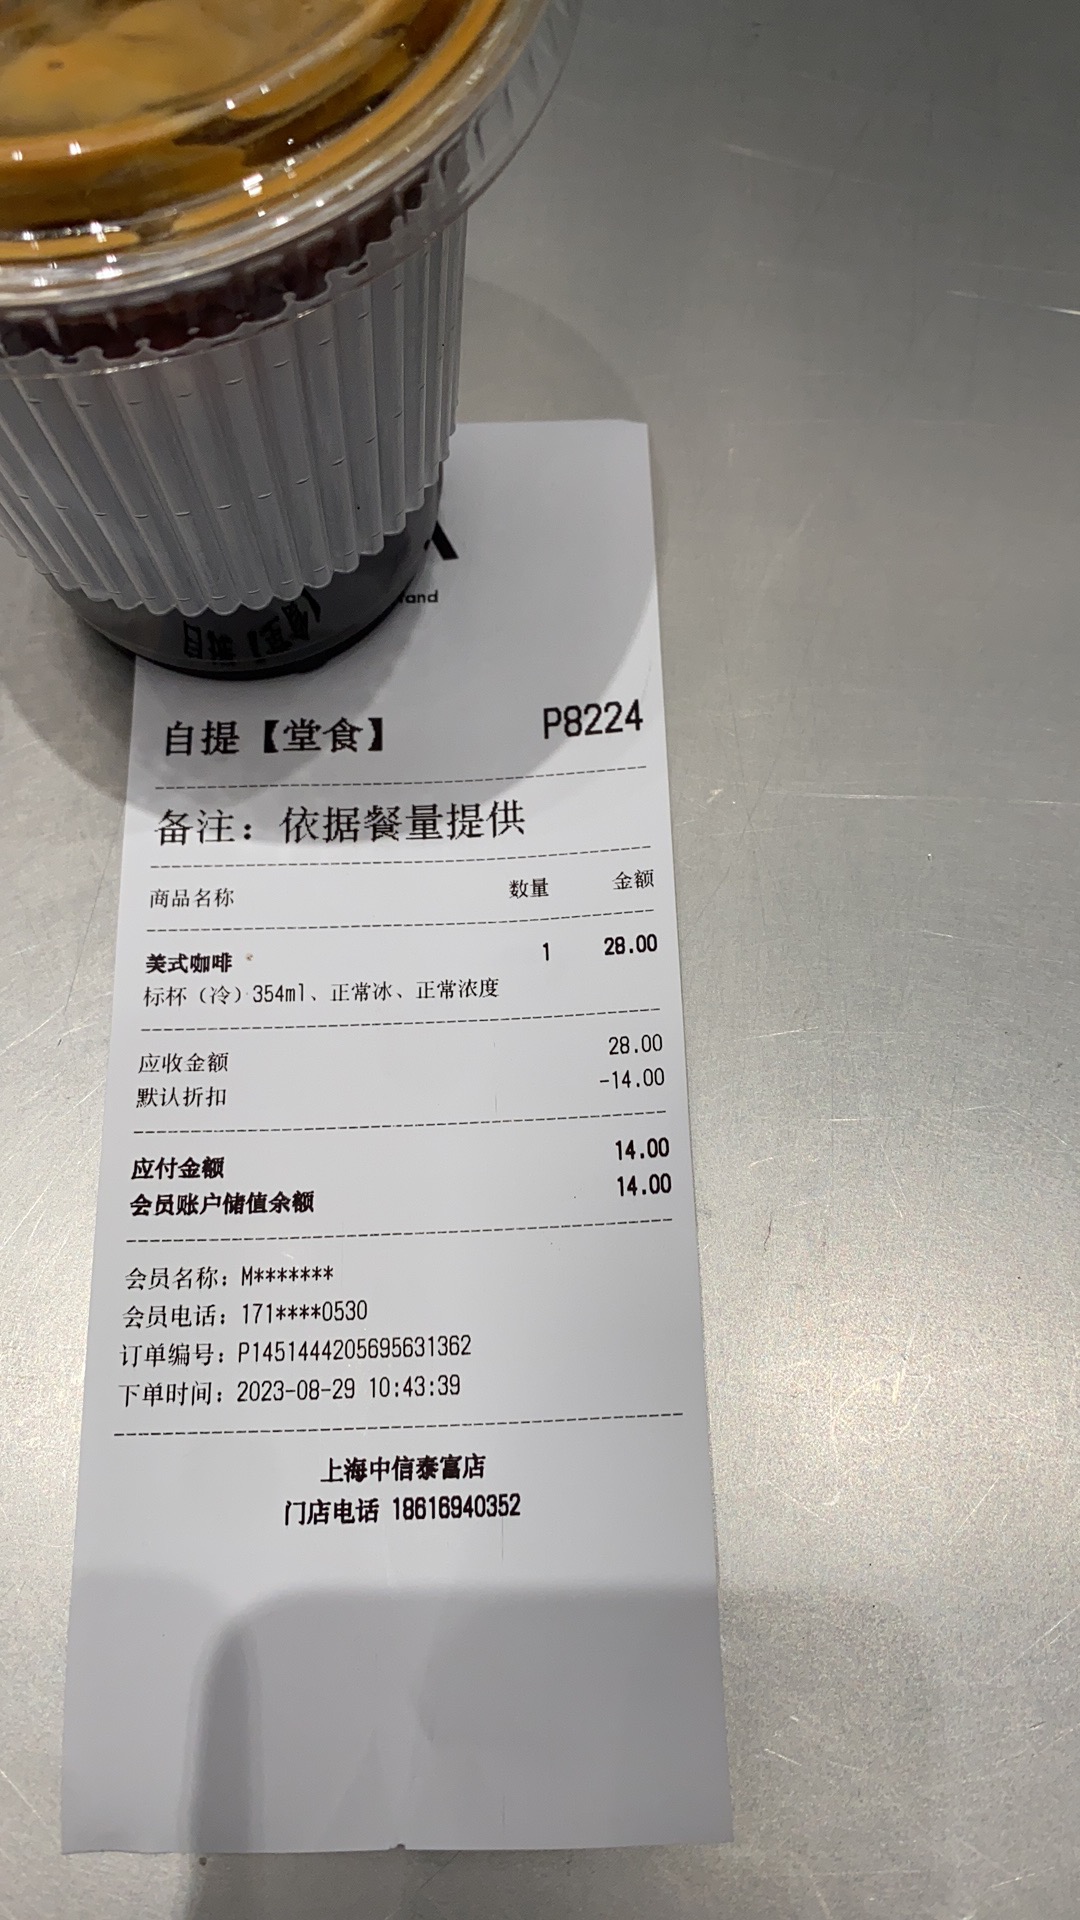 自提【堂食】 P8224
备注：依据餐量提供
商品名称 数量 金额
美式咖啡 1 28.00
标杯（冷）354ml、正常冰、正常浓度
应收金额 28.00
默认折扣 -14.00
应付金额 14.00
会员账户储值余额 14.00
会员名称：M*******
会员电话：171****0530
订单编号：P1451444205695631362
下单时间：2023-08-29 10:43:39
上海中信泰富店
门店电话 18616940352